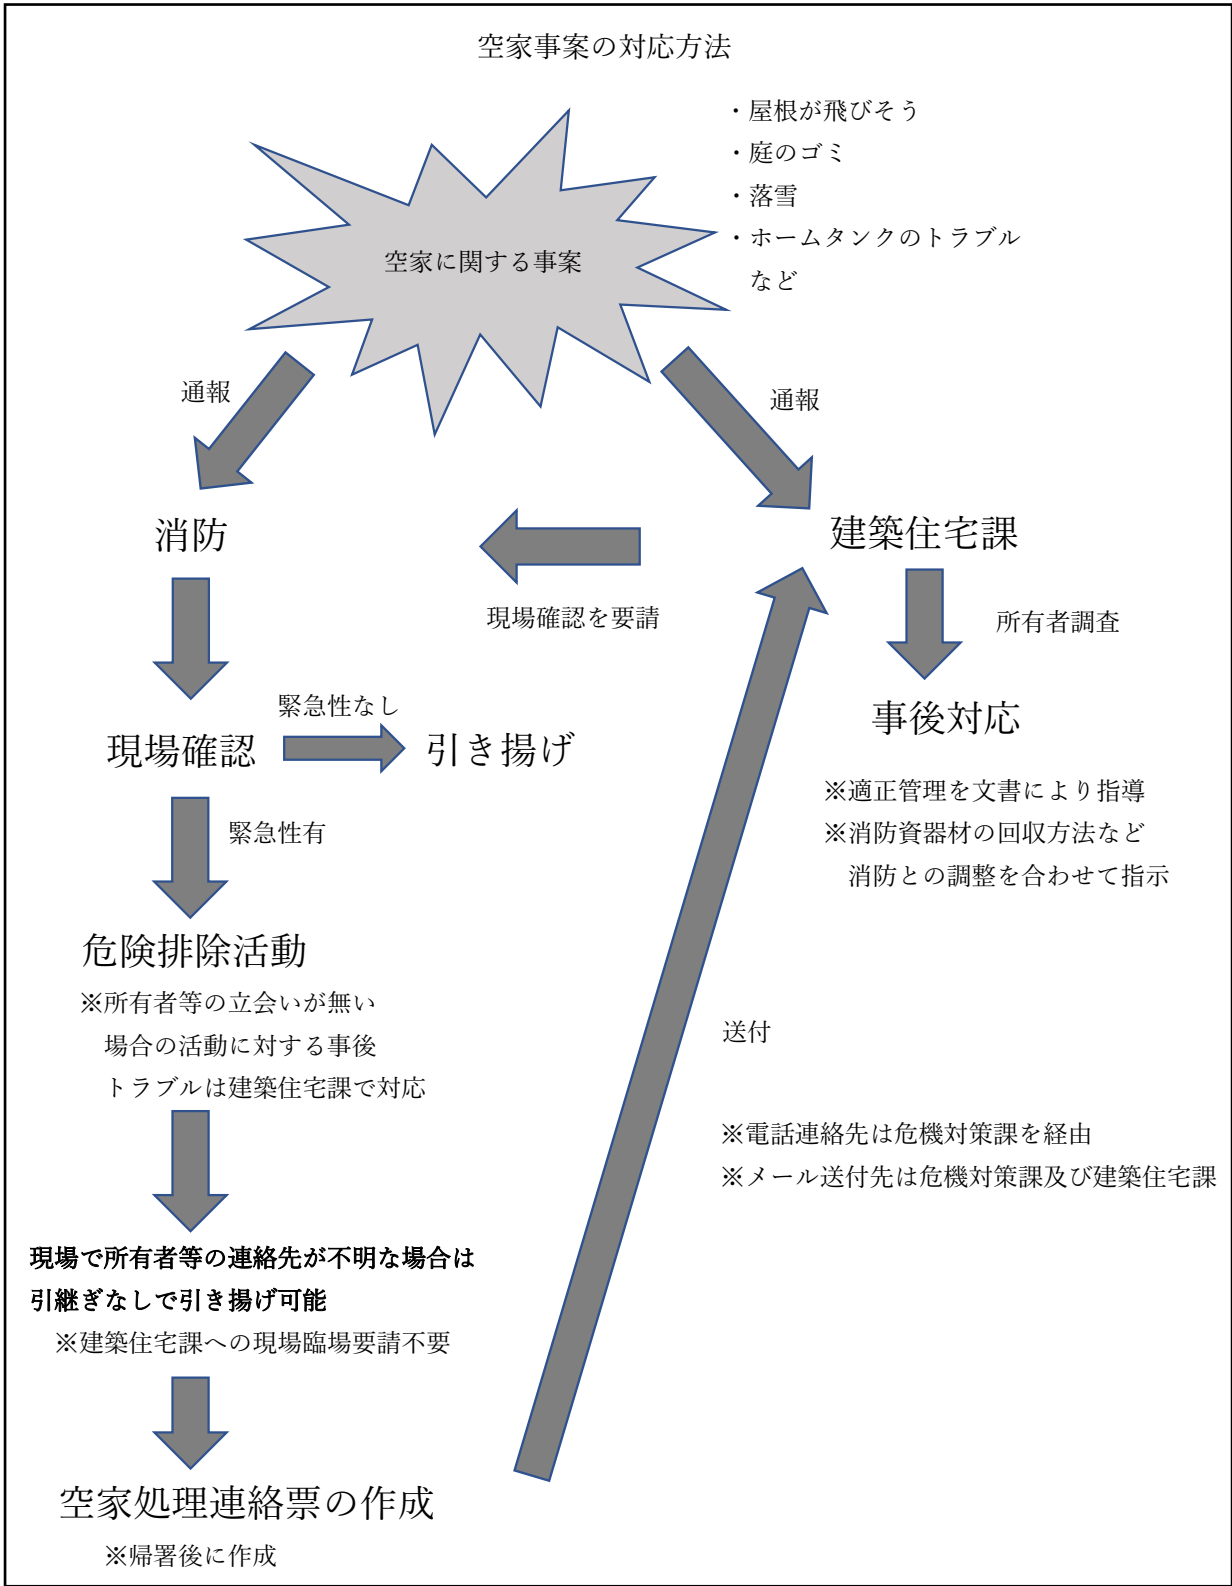 空家事案の対応方法
・屋根が飛びそう
・庭のゴミ
・落雪
・ホームタンクのトラブル
など
空家に関する事案
通報
通報
消防
建築住宅課
現場確認を要請
所有者調査
事後対応
緊急性なし
現場確認
引き揚げ
※適正管理を文書により指導
※消防資器材の回収方法など
消防との調整を合わせて指示
緊急性有
危険排除活動
※所有者等の立会いが無い
場合の活動に対する事後
トラブルは建築住宅課で対応
送付
※電話連絡先は危機対策課を経由
※メール送付先は危機対策課及び建築住宅課
現場で所有者等の連絡先が不明な場合は
引継ぎなしで引き揚げ可能
※建築住宅課への現場臨場要請不要
空家処理連絡票の作成
※帰署後に作成